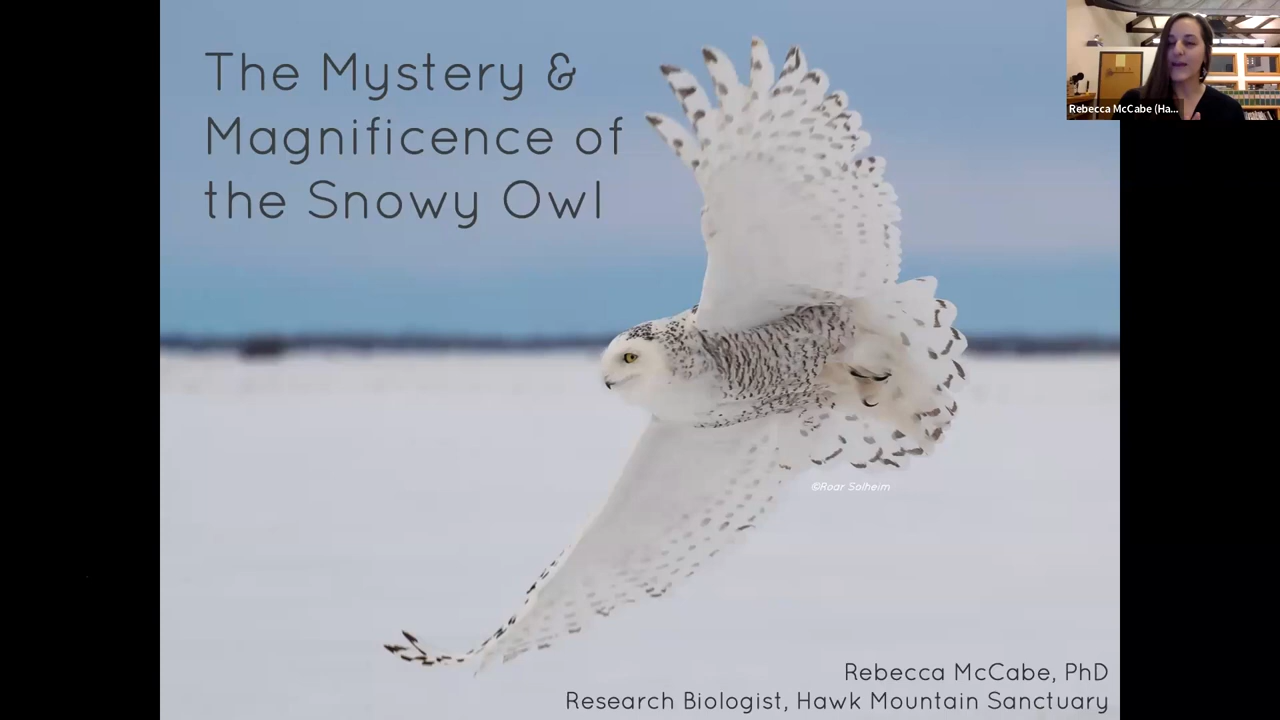 The Mystery &
Magnificence of
the Snowy Owl
Rebecca McCabe (Ha...
©Roar Solheim
Rebecca McCabe, PhD
Research Biologist, Hawk Mountain Sanctuary